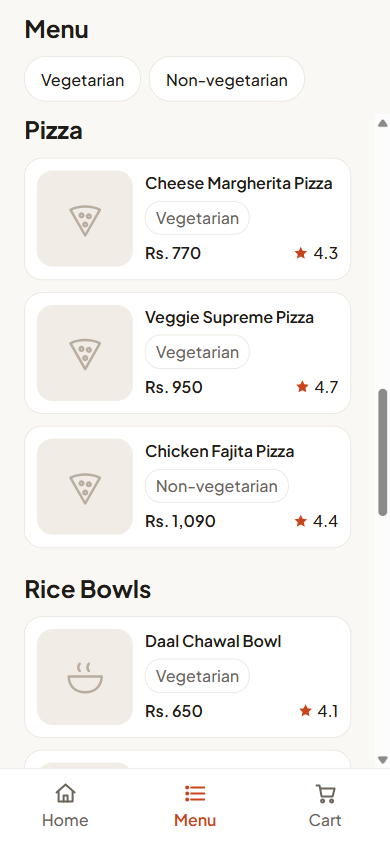 Menu
Vegetarian
Non-vegetarian
Pizza
Cheese Margherita Pizza
Vegetarian
Rs. 770
4.3
Veggie Supreme Pizza
Vegetarian
Rs. 950
4.7
Chicken Fajita Pizza
Non-vegetarian
Rs. 1,090
4.4
Rice Bowls
Daal Chawal Bowl
Vegetarian
Rs. 650
4.1
Home
Menu
Cart